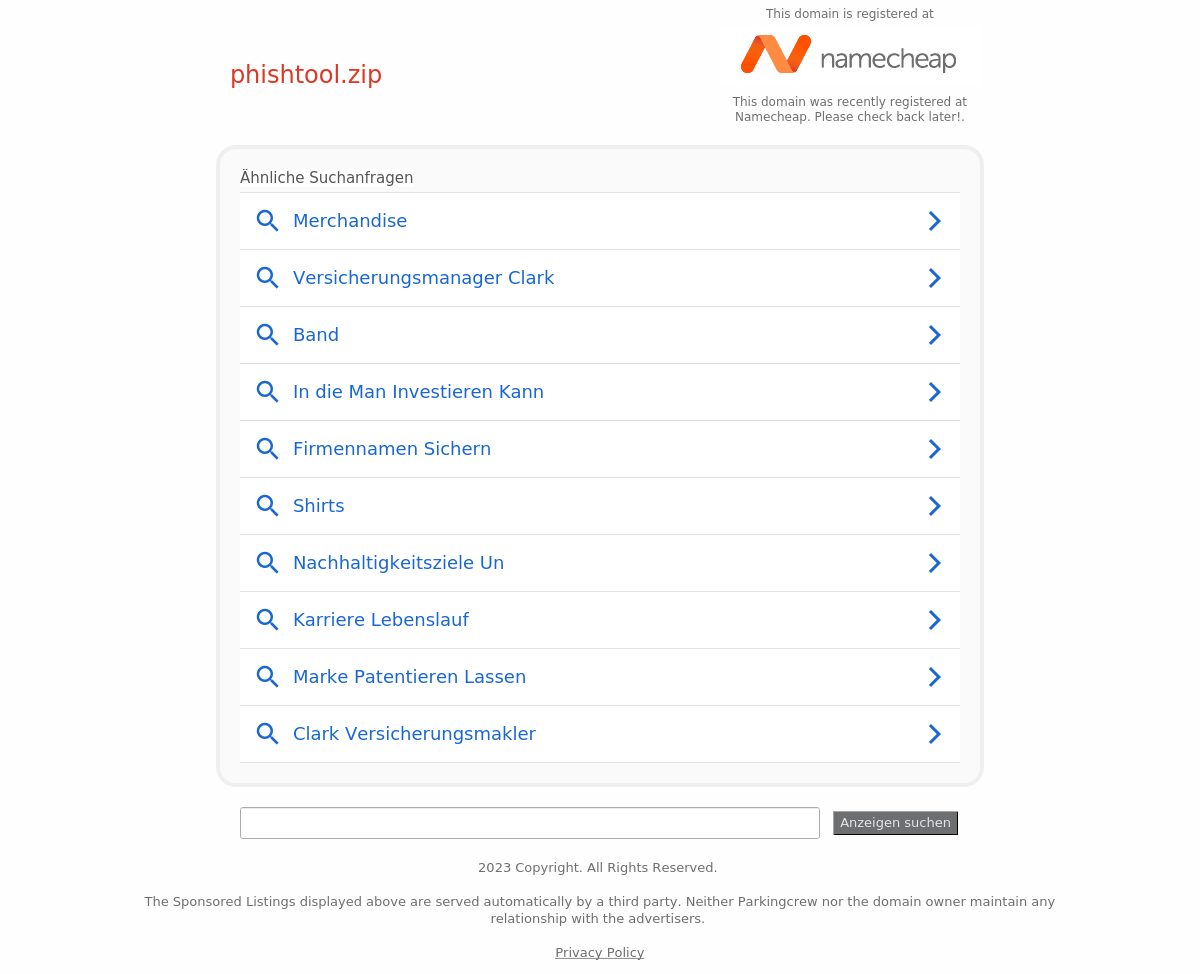 This domain is registered at
namecheap
phishtool.zip
This domain was recently registered at
Namecheap. Please check back later!.
Ähnliche Suchanfragen
Merchandise
Versicherungsmanager Clark
Band
In die Man Investieren Kann
Firmennamen Sichern
Shirts
Nachhaltigkeitsziele Un
Karriere Lebenslauf
Marke Patentieren Lassen
Clark Versicherungsmakler
Anzeigen suchen
2023 Copyright. All Rights Reserved.
The Sponsored Listings displayed above are served automatically by a third party. Neither Parkingcrew nor the domain owner maintain any
relationship with the advertisers.
Privacy Policy